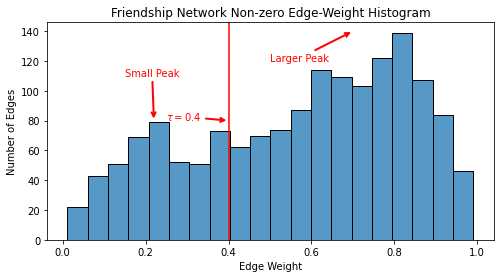 Friendship Network Non-zero Edge-Weight Histogram
140
120
100
80
60
40
20
0
Number of Edges
Small Peak
Larger Peak
τ = 0.4
0.0 0.2 0.4 0.6 0.8 1.0
Edge Weight